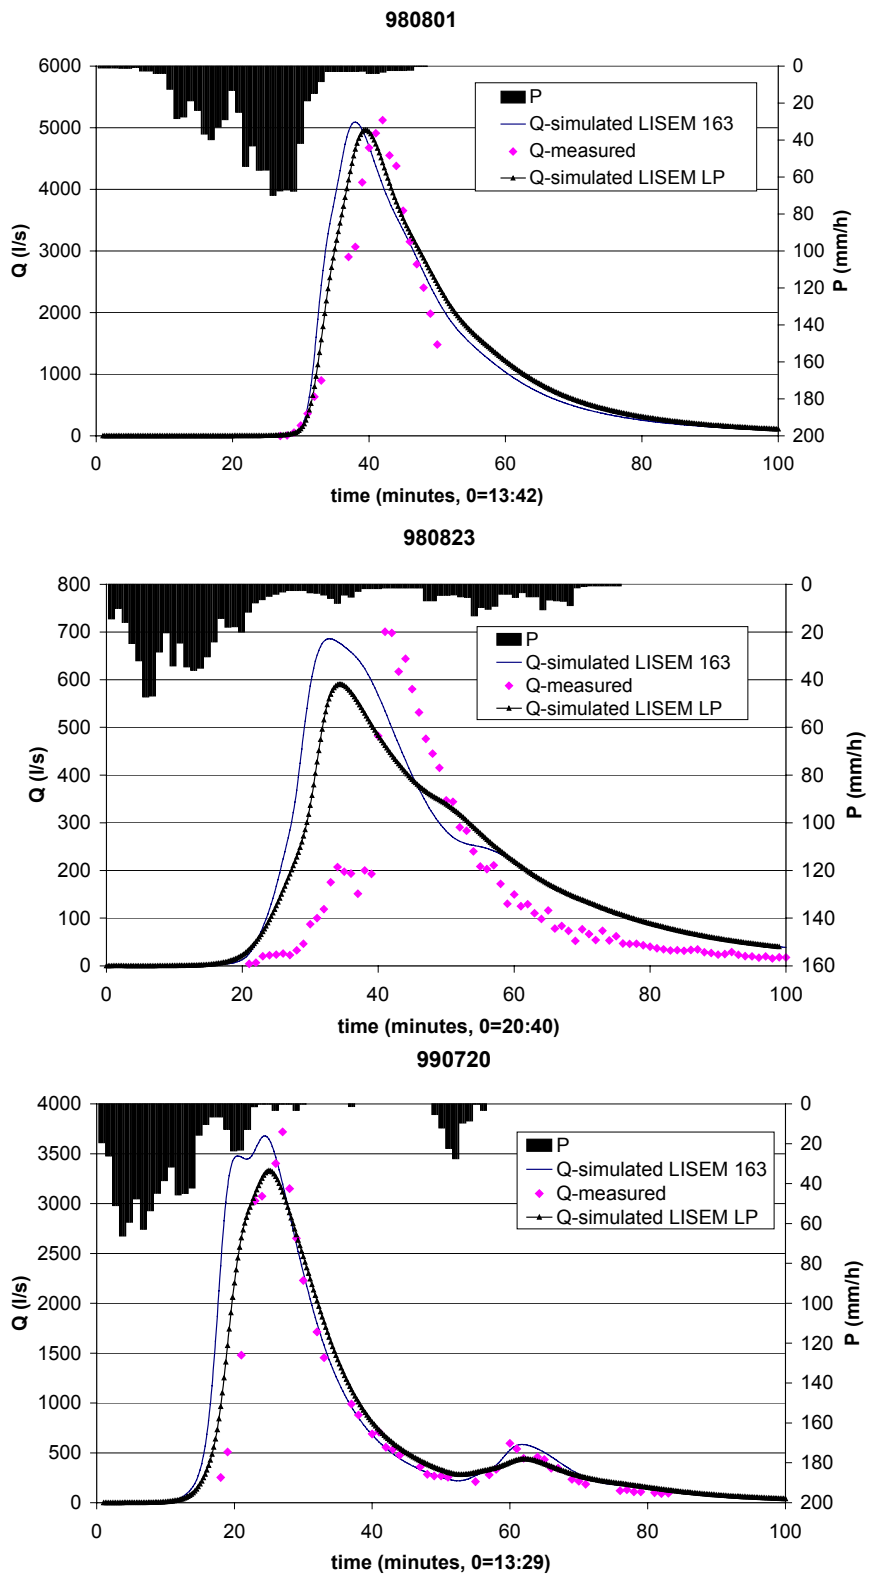 980801
6000
5000
4000
3000
2000
1000
0
Q (l/s)
0
20
40
60
80
100
120
140
160
180
200
P (mm/h)
P
Q-simulated LISEM 163
Q-measured
Q-simulated LISEM LP
0 20 40 60 80 100
time (minutes, 0=13:42)
980823
800
700
600
500
400
300
200
100
0
Q (l/s)
0
20
40
60
80
100
120
140
160
P (mm/h)
P
Q-simulated LISEM 163
Q-measured
Q-simulated LISEM LP
0 20 40 60 80 100
time (minutes, 0=20:40)
990720
4000
3500
3000
2500
2000
1500
1000
500
0
Q (l/s)
0
20
40
60
80
100
120
140
160
180
200
P (mm/h)
P
Q-simulated LISEM 163
Q-measured
Q-simulated LISEM LP
0 20 40 60 80 100
time (minutes, 0=13:29)